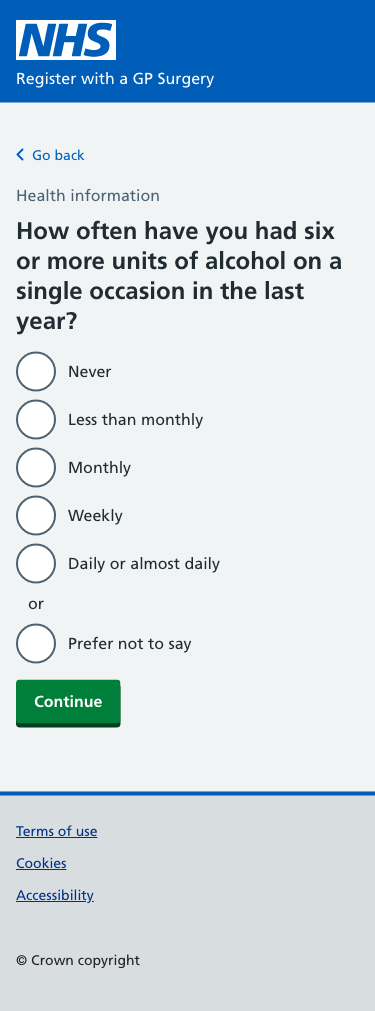 NHS
Register with a GP Surgery
Go back
Health information
How often have you had six
or more units of alcohol on a
single occasion in the last
year?
Never
Less than monthly
Monthly
Weekly
Daily or almost daily
or
Prefer not to say
Continue
Terms of use
Cookies
Accessibility
© Crown copyright